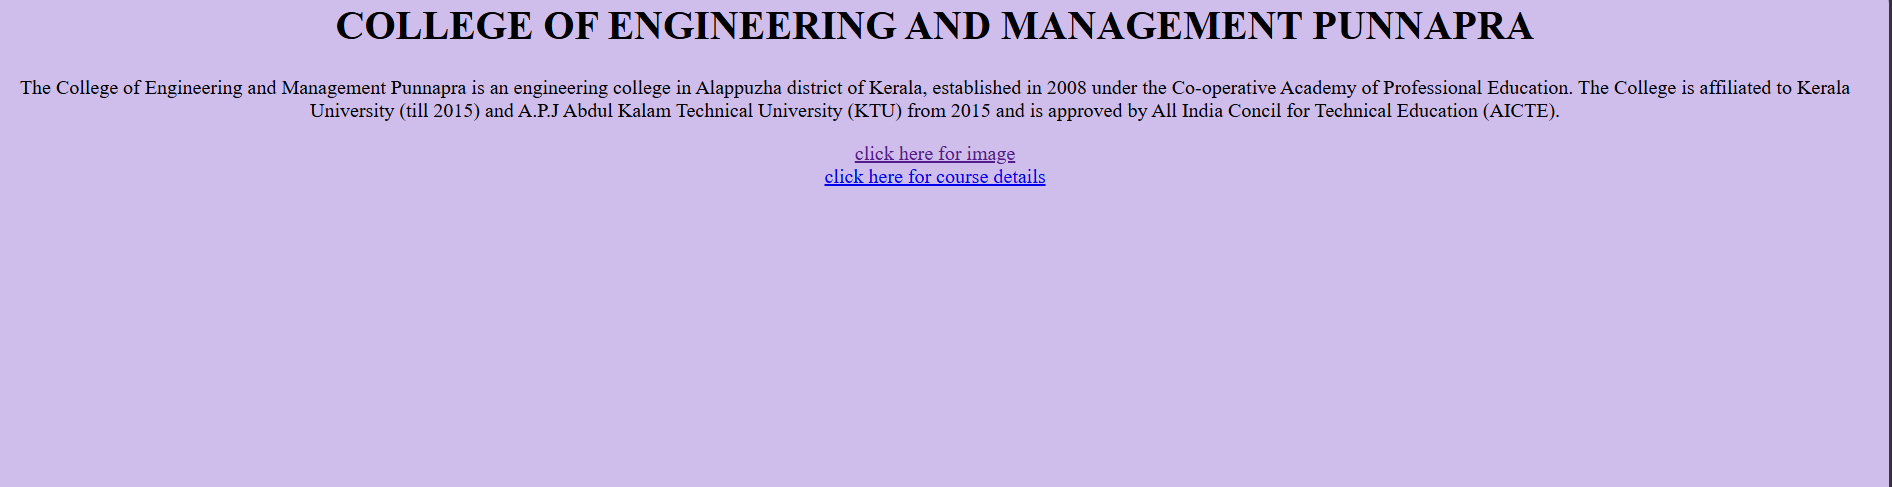 COLLEGE OF ENGINEERING AND MANAGEMENT PUNNAPRA
The College of Engineering and Management Punnapra is an engineering college in Alappuzha district of Kerala, established in 2008 under the Co-operative Academy of Professional Education. The College is affiliated to Kerala
University (till 2015) and A.P.J Abdul Kalam Technical University (KTU) from 2015 and is approved by All India Concil for Technical Education (AICTE).
click here for image
click here for course details